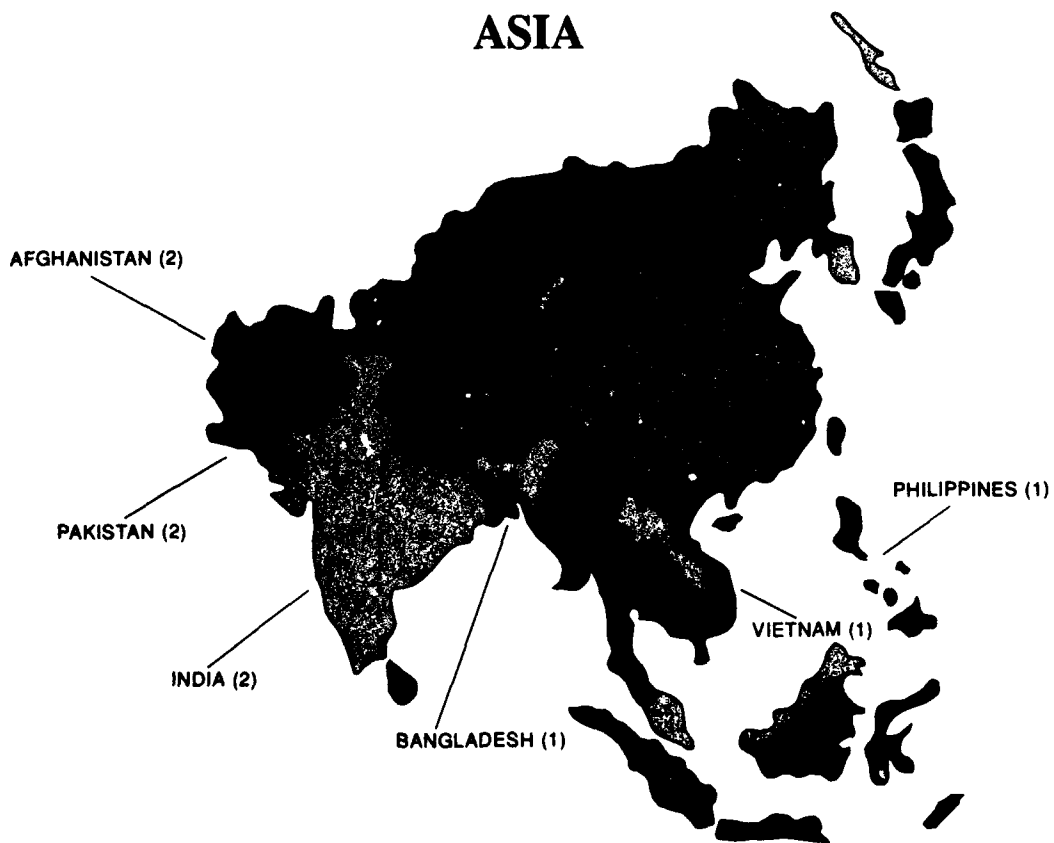 ASIA
AFGHANISTAN (2)
PAKISTAN (2)
PHILIPPINES (1)
VIETNAM (1)
INDIA (2)
BANGLADESH (1)